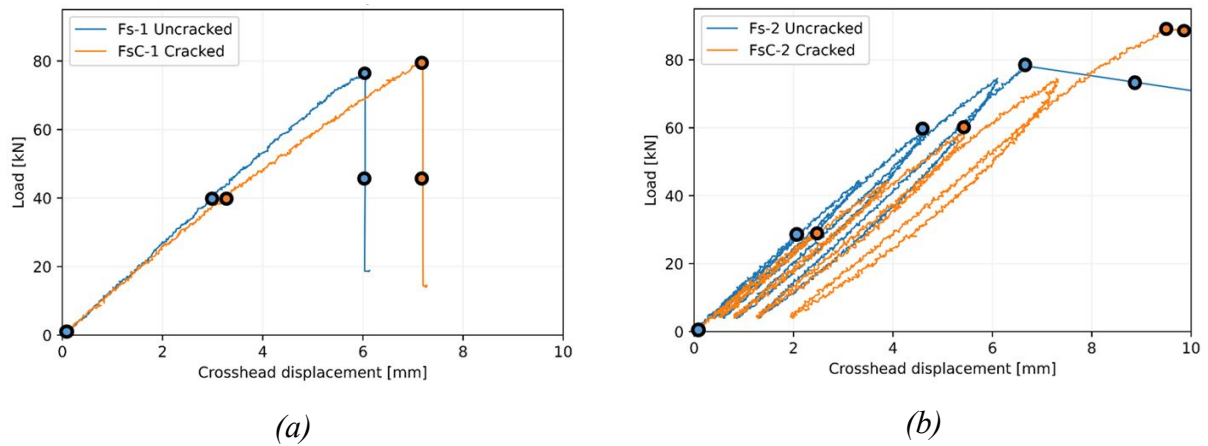 Fs-1 Uncracked
FsC-1 Cracked
80
60
40
20
0
Load [kN]
0 2 4 6 8 10
Crosshead displacement [mm]
(a)
Fs-2 Uncracked
FsC-2 Cracked
80
60
40
20
0
Load [kN]
0 2 4 6 8 10
Crosshead displacement [mm]
(b)